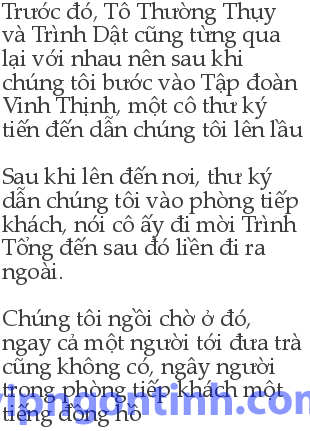 Trước đó, Tô Thường Thụy
và Trình Dật cũng từng qua
lại với nhau nên sau khi
chúng tôi bước vào Tập đoàn
Vinh Thịnh, một cô thư ký
tiến đến dẫn chúng tôi lên lầu
Sau khi lên đến nơi, thư ký
dẫn chúng tôi vào phòng tiếp
khách, nói cô ấy đi mời Trình
Tổng đến sau đó liền đi ra
ngoài.
Chúng tôi ngồi chờ ở đó,
ngay cả một người tới đưa trà
cũng không có, ngây người
trong phòng tiếp khách một
tiếng đồng hồ
vipngontinh.com